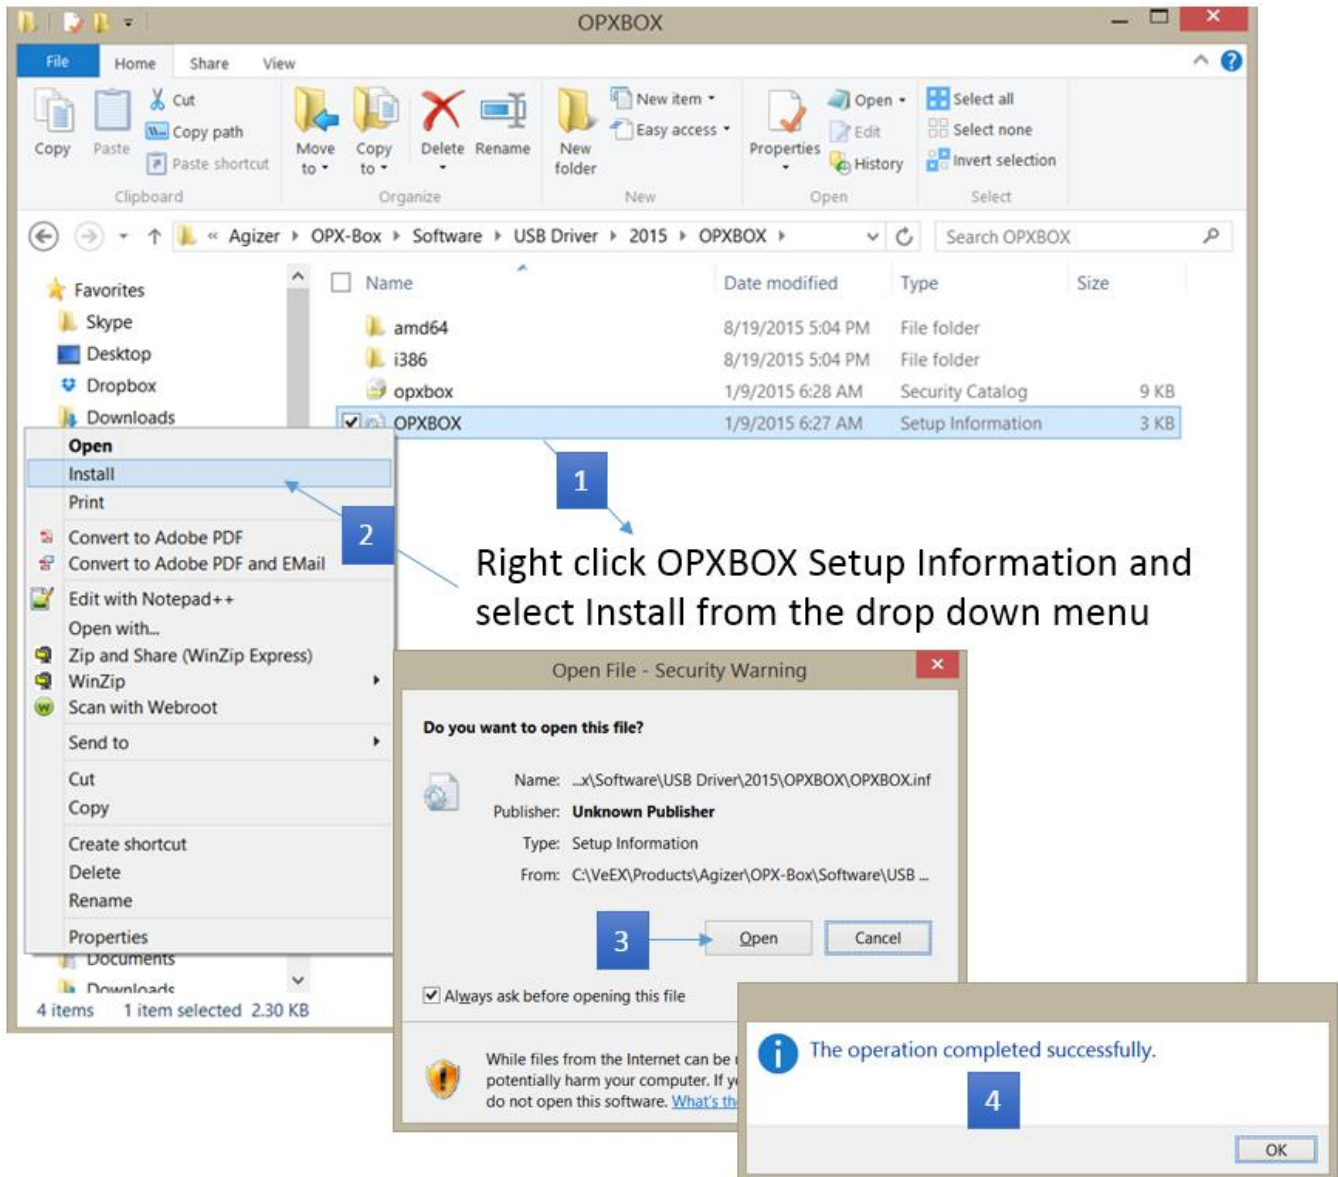 OPXBOX
File Home Share View
Copy
Paste
Cut
Copy path
Paste shortcut
Clipboard
Move to
Copy to
Delete
Rename
Organize
New folder
New item
Easy access
New
Properties
Open
Edit
History
Open
Select all
Select none
Invert selection
Select
« Agizer OPX-Box Software USB Driver 2015 OPXBOX Search OPXBOX
Favorites
Skype
Desktop
Dropbox
Downloads
Name Date modified Type Size
amd64 8/19/2015 5:04 PM File folder
i386 8/19/2015 5:04 PM File folder
opxbox 1/9/2015 6:28 AM Security Catalog 9 KB
OPXBOX 1/9/2015 6:27 AM Setup Information 3 KB
Open
Install
Print
Convert to Adobe PDF
Convert to Adobe PDF and EMail
Edit with Notepad++
Open with...
Zip and Share (WinZip Express)
WinZip
Scan with Webroot
Send to
Cut
Copy
Create shortcut
Delete
Rename
Properties
Documents
Downloads
4 items 1 item selected 2.30 KB
1
2
Right click OPXBOX Setup Information and
select Install from the drop down menu
Open File - Security Warning
Do you want to open this file?
Name: ...x\Software\USB Driver\2015\OPXBOX\OPXBOX.inf
Publisher: Unknown Publisher
Type: Setup Information
From: C:\VeEX\Products\Agizer\OPX-Box\Software\USB ...
3
Open Cancel
Always ask before opening this file
While files from the Internet can be
potentially harm your computer. If
do not open this software. What's
The operation completed successfully.
4
OK